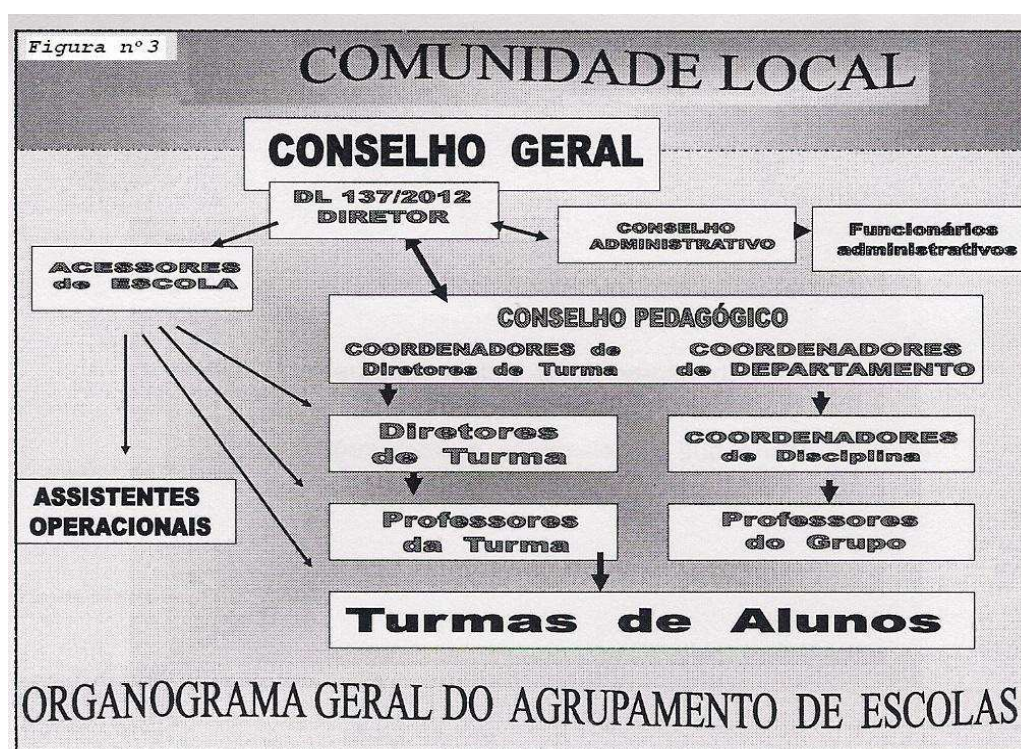 Figura nº3
COMUNIDADE LOCAL
CONSELHO GERAL
DL 137/2012
DIRETOR
CONSELHO
ADMINISTRATIVO
Funcionários
administrativos
ACESSORES
de ESCOLA
CONSELHO PEDAGÓGICO
COORDENADORES de
Diretores de Turma
COORDENADORES
de DEPARTAMENTO
Diretores
de Turma
COORDENADORES
de Disciplina
ASSISTENTES
OPERACIONAIS
Professores
da Turma
Professores
do Grupo
Turmas de Alunos
ORGANOGRAMA GERAL DO AGRUPAMENTO DE ESCOLAS